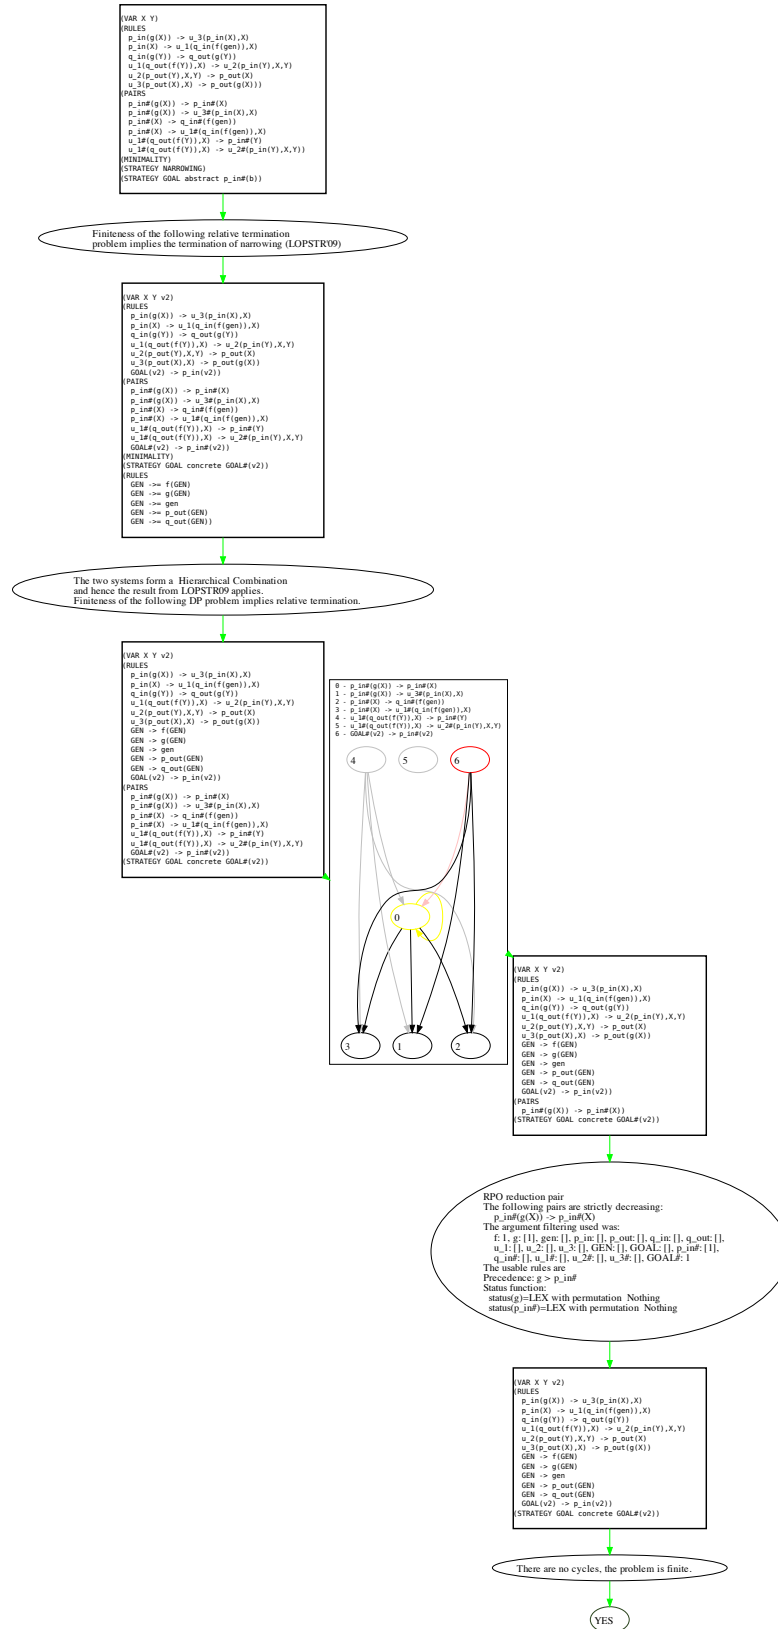 (VAR X Y)
(RULES
p_in(g(X)) -> u_3(p_in(X),X)
p_in(X) -> u_1(q_in(f(gen)),X)
q_in(g(Y)) -> q_out(g(Y))
u_1(q_out(f(Y)),X) -> u_2(p_in(Y),X,Y)
u_2(p_out(Y),X,Y) -> p_out(X)
u_3(p_out(X),X) -> p_out(g(X)))
(PAIRS
p_in#(g(X)) -> p_in#(X)
p_in#(g(X)) -> u_3#(p_in(X),X)
p_in#(X) -> q_in#(f(gen))
p_in#(X) -> u_1#(q_in(f(gen)),X)
u_1#(q_out(f(Y)),X) -> p_in#(Y)
u_1#(q_out(f(Y)),X) -> u_2#(p_in(Y),X,Y))
(MINIMALITY)
(STRATEGY NARROWING)
(STRATEGY GOAL abstract p_in#(b))
Finiteness of the following relative termination
problem implies the termination of narrowing (LOPSTR'09)
(VAR X Y v2)
(RULES
p_in(g(X)) -> u_3(p_in(X),X)
p_in(X) -> u_1(q_in(f(gen)),X)
q_in(g(Y)) -> q_out(g(Y))
u_1(q_out(f(Y)),X) -> u_2(p_in(Y),X,Y)
u_2(p_out(Y),X,Y) -> p_out(X)
u_3(p_out(X),X) -> p_out(g(X))
GOAL(v2) -> p_in(v2))
(PAIRS
p_in#(g(X)) -> p_in#(X)
p_in#(g(X)) -> u_3#(p_in(X),X)
p_in#(X) -> q_in#(f(gen))
p_in#(X) -> u_1#(q_in(f(gen)),X)
u_1#(q_out(f(Y)),X) -> p_in#(Y)
u_1#(q_out(f(Y)),X) -> u_2#(p_in(Y),X,Y)
GOAL#(v2) -> p_in#(v2))
(MINIMALITY)
(STRATEGY GOAL concrete GOAL#(v2))
(RULES
GEN ->= f(GEN)
GEN ->= g(GEN)
GEN ->= gen
GEN ->= p_out(GEN)
GEN ->= q_out(GEN))
The two systems form a  Hierarchical Combination
and hence the result from LOPSTR09 applies.
Finiteness of the following DP problem implies relative termination.
(VAR X Y v2)
(RULES
p_in(g(X)) -> u_3(p_in(X),X)
p_in(X) -> u_1(q_in(f(gen)),X)
q_in(g(Y)) -> q_out(g(Y))
u_1(q_out(f(Y)),X) -> u_2(p_in(Y),X,Y)
u_2(p_out(Y),X,Y) -> p_out(X)
u_3(p_out(X),X) -> p_out(g(X))
GEN -> f(GEN)
GEN -> g(GEN)
GEN -> gen
GEN -> p_out(GEN)
GEN -> q_out(GEN)
GOAL(v2) -> p_in(v2))
(PAIRS
p_in#(g(X)) -> p_in#(X)
p_in#(g(X)) -> u_3#(p_in(X),X)
p_in#(X) -> q_in#(f(gen))
p_in#(X) -> u_1#(q_in(f(gen)),X)
u_1#(q_out(f(Y)),X) -> p_in#(Y)
u_1#(q_out(f(Y)),X) -> u_2#(p_in(Y),X,Y)
GOAL#(v2) -> p_in#(v2))
(STRATEGY GOAL concrete GOAL#(v2))
0 - p_in#(g(X)) -> p_in#(X)
1 - p_in#(g(X)) -> u_3#(p_in(X),X)
2 - p_in#(X) -> q_in#(f(gen))
3 - p_in#(X) -> u_1#(q_in(f(gen)),X)
4 - u_1#(q_out(f(Y)),X) -> p_in#(Y)
5 - u_1#(q_out(f(Y)),X) -> u_2#(p_in(Y),X,Y)
6 - GOAL#(v2) -> p_in#(v2)
4 5 6
0
3 1 2
(VAR X Y v2)
(RULES
p_in(g(X)) -> u_3(p_in(X),X)
p_in(X) -> u_1(q_in(f(gen)),X)
q_in(g(Y)) -> q_out(g(Y))
u_1(q_out(f(Y)),X) -> u_2(p_in(Y),X,Y)
u_2(p_out(Y),X,Y) -> p_out(X)
u_3(p_out(X),X) -> p_out(g(X))
GEN -> f(GEN)
GEN -> g(GEN)
GEN -> gen
GEN -> p_out(GEN)
GEN -> q_out(GEN)
GOAL(v2) -> p_in(v2))
(PAIRS
p_in#(g(X)) -> p_in#(X))
(STRATEGY GOAL concrete GOAL#(v2))
RPO reduction pair
The following pairs are strictly decreasing:
p_in#(g(X)) -> p_in#(X)
The argument filtering used was:
f: 1, g: [1], gen: [], p_in: [], p_out: [], q_in: [], q_out: [],
u_1: [], u_2: [], u_3: [], GEN: [], GOAL: [], p_in#: [1],
q_in#: [], u_1#: [], u_2#: [], u_3#: [], GOAL#: 1
The usable rules are
Precedence: g > p_in#
Status function:
status(g)=LEX with permutation  Nothing
status(p_in#)=LEX with permutation  Nothing
(VAR X Y v2)
(RULES
p_in(g(X)) -> u_3(p_in(X),X)
p_in(X) -> u_1(q_in(f(gen)),X)
q_in(g(Y)) -> q_out(g(Y))
u_1(q_out(f(Y)),X) -> u_2(p_in(Y),X,Y)
u_2(p_out(Y),X,Y) -> p_out(X)
u_3(p_out(X),X) -> p_out(g(X))
GEN -> f(GEN)
GEN -> g(GEN)
GEN -> gen
GEN -> p_out(GEN)
GEN -> q_out(GEN)
GOAL(v2) -> p_in(v2))
(STRATEGY GOAL concrete GOAL#(v2))
There are no cycles, the problem is finite.
YES